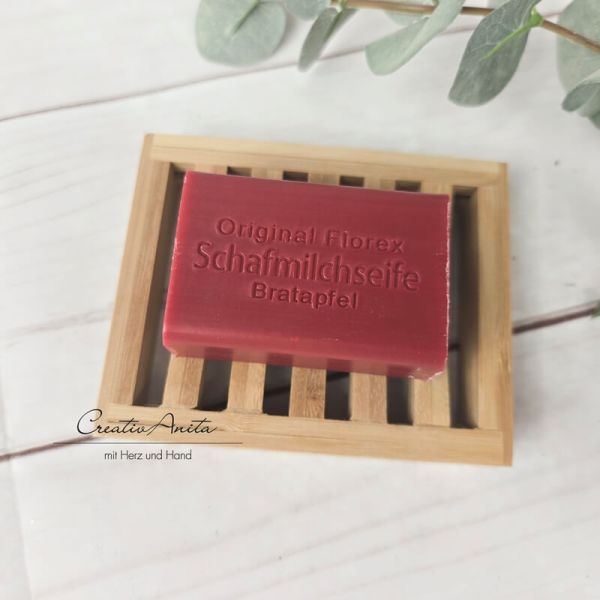 Original Florex
Schafmilchseife
Bratapfel
CreativAnita
mit Herz und Hand